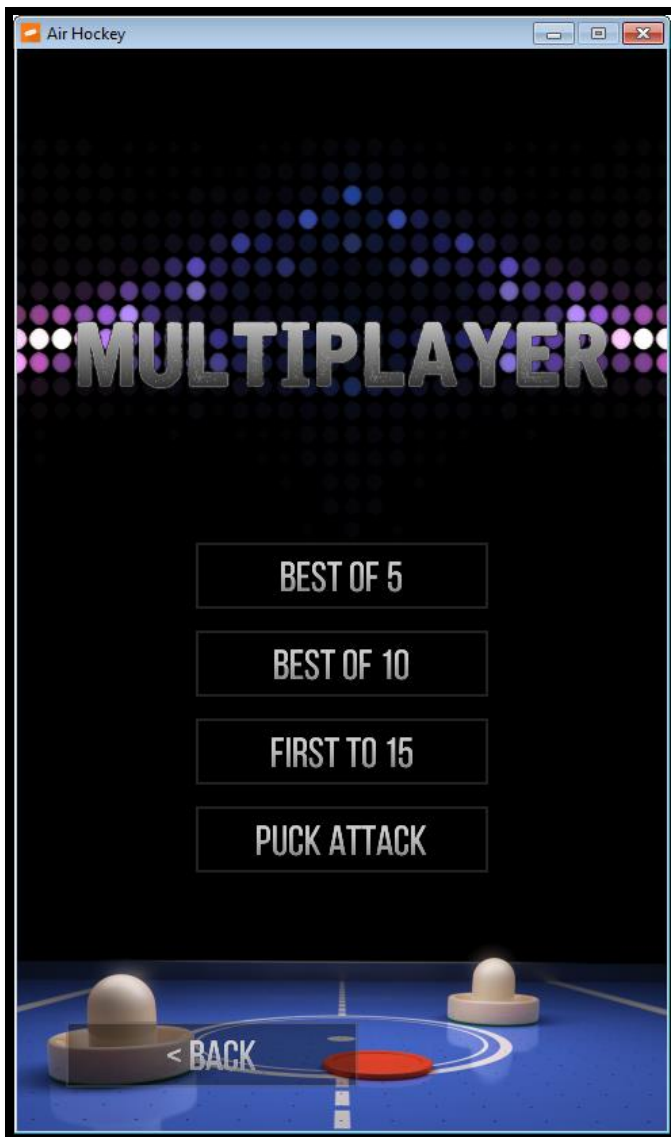 Air Hockey
MULTIPLAYER
BEST OF 5
BEST OF 10
FIRST TO 15
PUCK ATTACK
< BACK